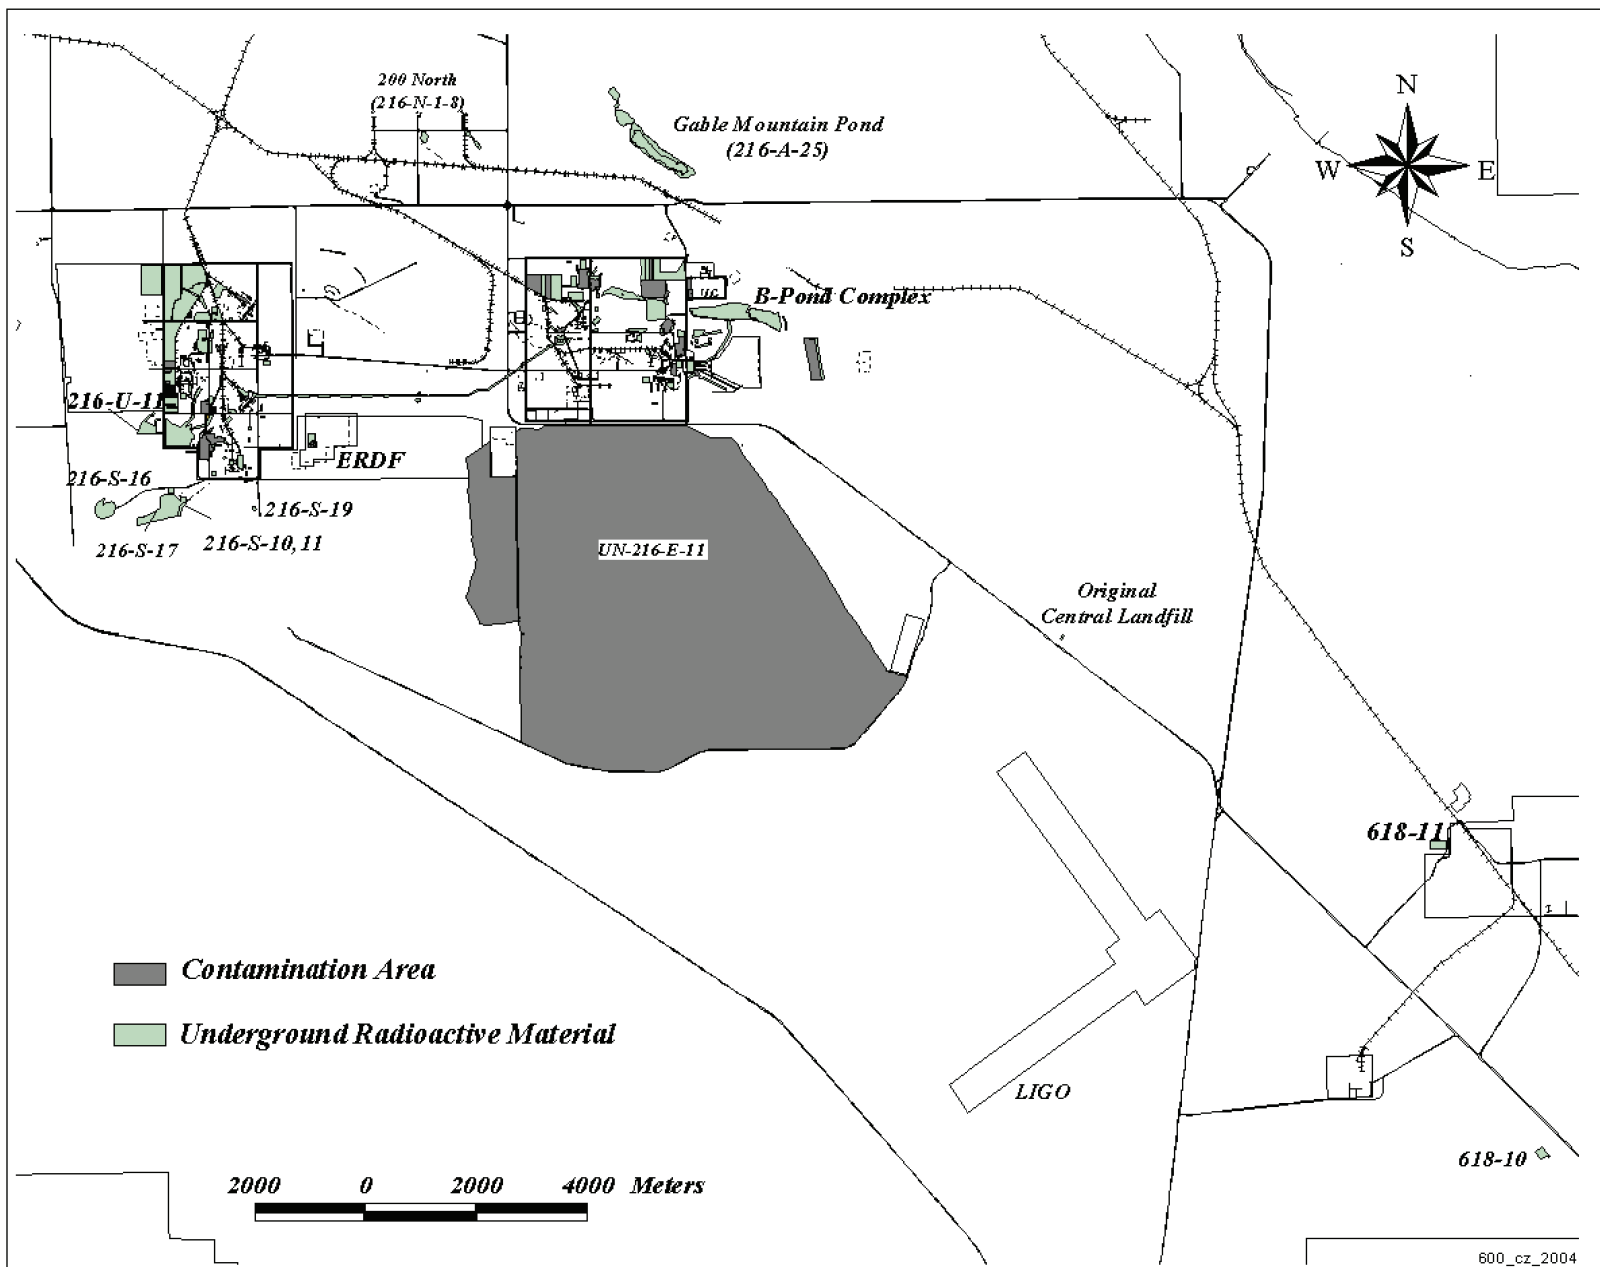 200 North
(216-N-1-8)
Gable Mountain Pond
(216-A-25)
N
W
E
S
B-Pond Complex
216-U-11
ERDF
216-S-16
216-S-19
216-S-17
216-S-10,11
UN-216-E-11
Original
Central Landfill
618-11
Contamination Area
Underground Radioactive Material
LIGO
618-10
2000 0 2000 4000 Meters
600_cz_2004